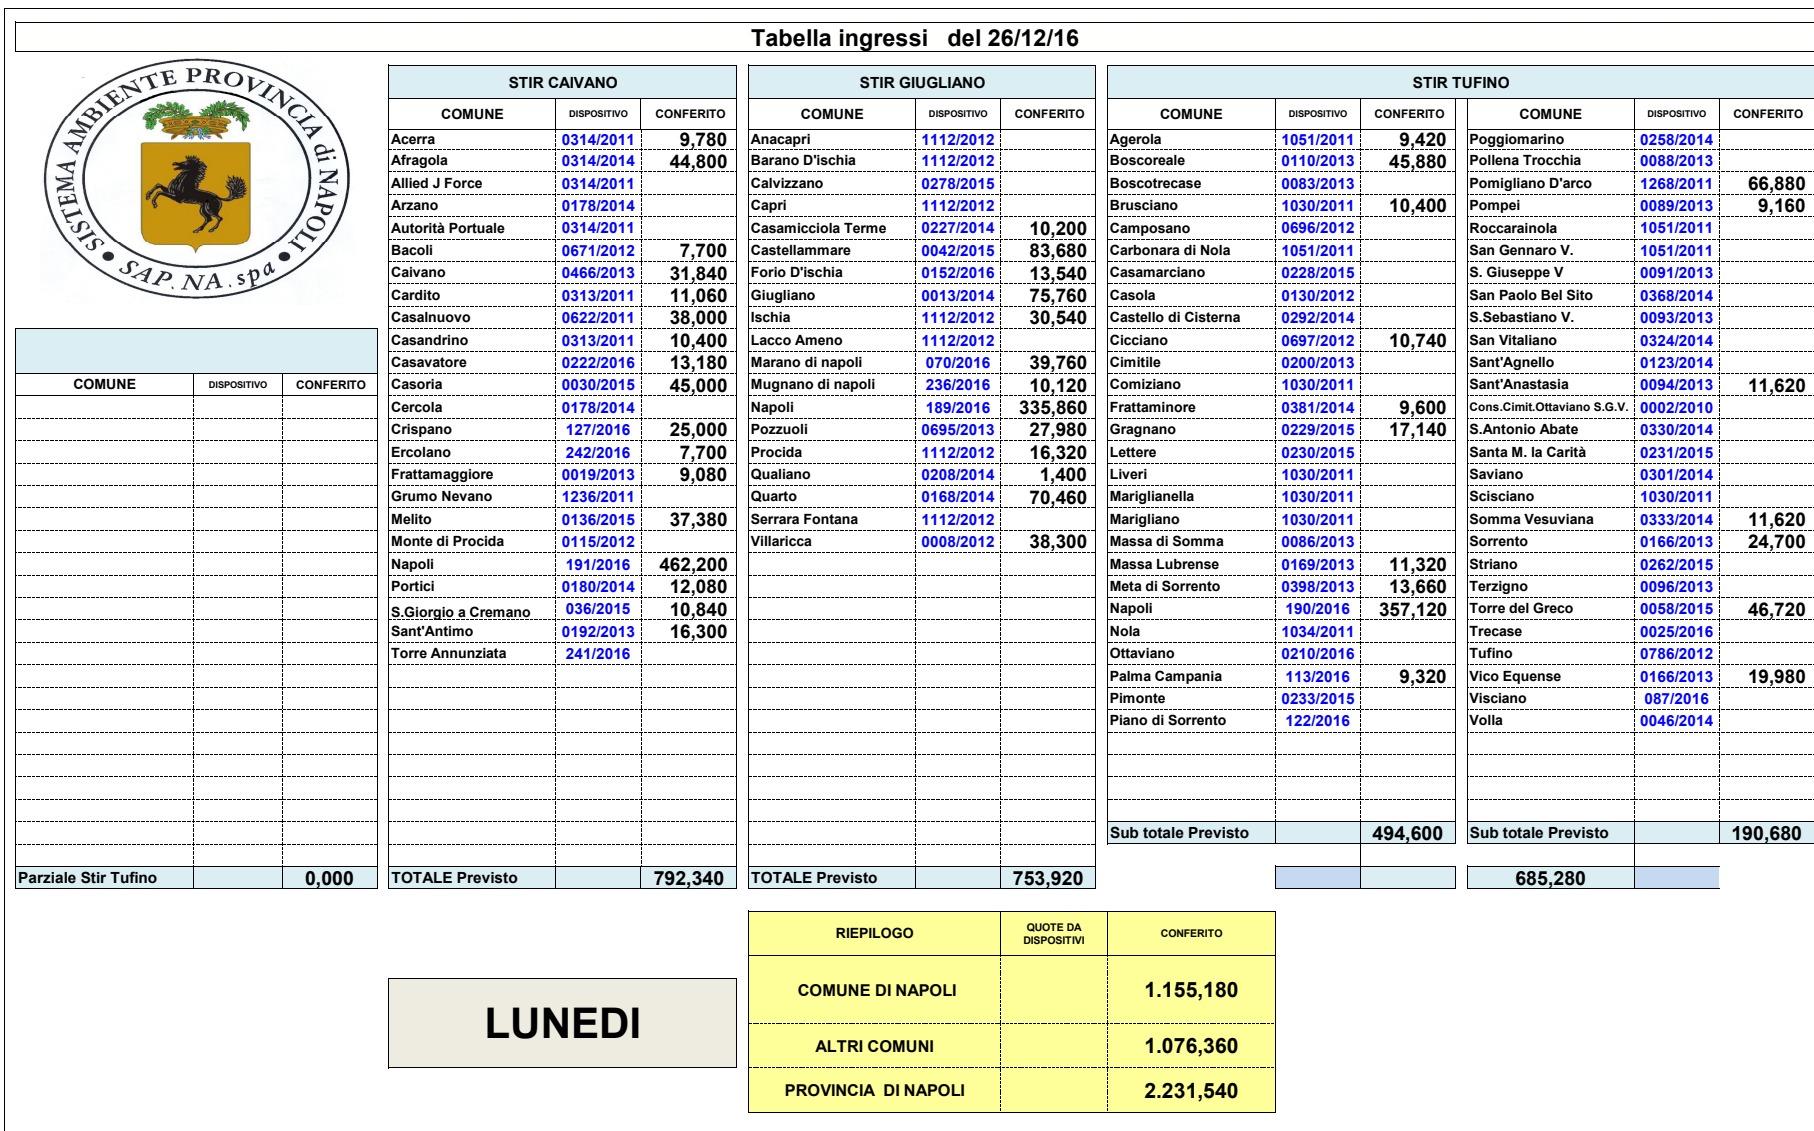 Tabella ingressi del 26/12/16
SISTEMA AMBIENTE PROVINCIA di NAPOLI
SAP. NA. spa
COMUNE DISPOSITIVO CONFERITO
Parziale Stir Tufino 0,000
STIR CAIVANO
COMUNE DISPOSITIVO CONFERITO
Acerra 0314/2011 9,780
Afragola 0314/2014 44,800
Allied J Force 0314/2011
Arzano 0178/2014
Autorità Portuale 0314/2011
Bacoli 0671/2012 7,700
Caivano 0466/2013 31,840
Cardito 0313/2011 11,060
Casalnuovo 0622/2011 38,000
Casandrino 0313/2011 10,400
Casavatore 0222/2016 13,180
Casoria 0030/2015 45,000
Cercola 0178/2014
Crispano 127/2016 25,000
Ercolano 242/2016 7,700
Frattamaggiore 0019/2013 9,080
Grumo Nevano 1236/2011
Melito 0136/2015 37,380
Monte di Procida 0115/2012
Napoli 191/2016 462,200
Portici 0180/2014 12,080
S.Giorgio a Cremano 036/2015 10,840
Sant'Antimo 0192/2013 16,300
Torre Annunziata 241/2016
TOTALE Previsto 792,340
STIR GIUGLIANO
COMUNE DISPOSITIVO CONFERITO
Anacapri 1112/2012
Barano D'ischia 1112/2012
Calvizzano 0278/2015
Capri 1112/2012
Casamicciola Terme 0227/2014 10,200
Castellammare 0042/2015 83,680
Forio D'ischia 0152/2016 13,540
Giugliano 0013/2014 75,760
Ischia 1112/2012 30,540
Lacco Ameno 1112/2012
Marano di napoli 070/2016 39,760
Mugnano di napoli 236/2016 10,120
Napoli 189/2016 335,860
Pozzuoli 0695/2013 27,980
Procida 1112/2012 16,320
Qualiano 0208/2014 1,400
Quarto 0168/2014 70,460
Serrara Fontana 1112/2012
Villaricca 0008/2012 38,300
TOTALE Previsto 753,920
STIR TUFINO
COMUNE DISPOSITIVO CONFERITO
Agerola 1051/2011 9,420
Boscoreale 0110/2013 45,880
Boscotrecase 0083/2013
Brusciano 1030/2011 10,400
Camposano 0696/2012
Carbonara di Nola 1051/2011
Casamarciano 0228/2015
Casola 0130/2012
Castello di Cisterna 0292/2014
Cicciano 0697/2012 10,740
Cimitile 0200/2013
Comiziano 1030/2011
Frattaminore 0381/2014 9,600
Gragnano 0229/2015 17,140
Lettere 0230/2015
Liveri 1030/2011
Mariglianella 1030/2011
Marigliano 1030/2011
Massa di Somma 0086/2013
Massa Lubrense 0169/2013 11,320
Meta di Sorrento 0398/2013 13,660
Napoli 190/2016 357,120
Nola 1034/2011
Ottaviano 0210/2016
Palma Campania 113/2016 9,320
Pimonte 0233/2015
Piano di Sorrento 122/2016
Sub totale Previsto 494,600
COMUNE DISPOSITIVO CONFERITO
Poggiomarino 0258/2014
Pollena Trocchia 0088/2013
Pomigliano D'arco 1268/2011 66,880
Pompei 0089/2013 9,160
Roccarainola 1051/2011
San Gennaro V. 1051/2011
S. Giuseppe V 0091/2013
San Paolo Bel Sito 0368/2014
S.Sebastiano V. 0093/2013
San Vitaliano 0324/2014
Sant'Agnello 0123/2014
Sant'Anastasia 0094/2013 11,620
Cons.Cimit.Ottaviano S.G.V. 0002/2010
S.Antonio Abate 0330/2014
Santa M. la Carità 0231/2015
Saviano 0301/2014
Scisciano 1030/2011
Somma Vesuviana 0333/2014 11,620
Sorrento 0166/2013 24,700
Striano 0262/2015
Terzigno 0096/2013
Torre del Greco 0058/2015 46,720
Trecase 0025/2016
Tufino 0786/2012
Vico Equense 0166/2013 19,980
Visciano 087/2016
Volla 0046/2014
Sub totale Previsto 190,680
685,280
LUNEDI
RIEPILOGO QUOTE DA DISPOSITIVI CONFERITO
COMUNE DI NAPOLI 1.155,180
ALTRI COMUNI 1.076,360
PROVINCIA DI NAPOLI 2.231,540